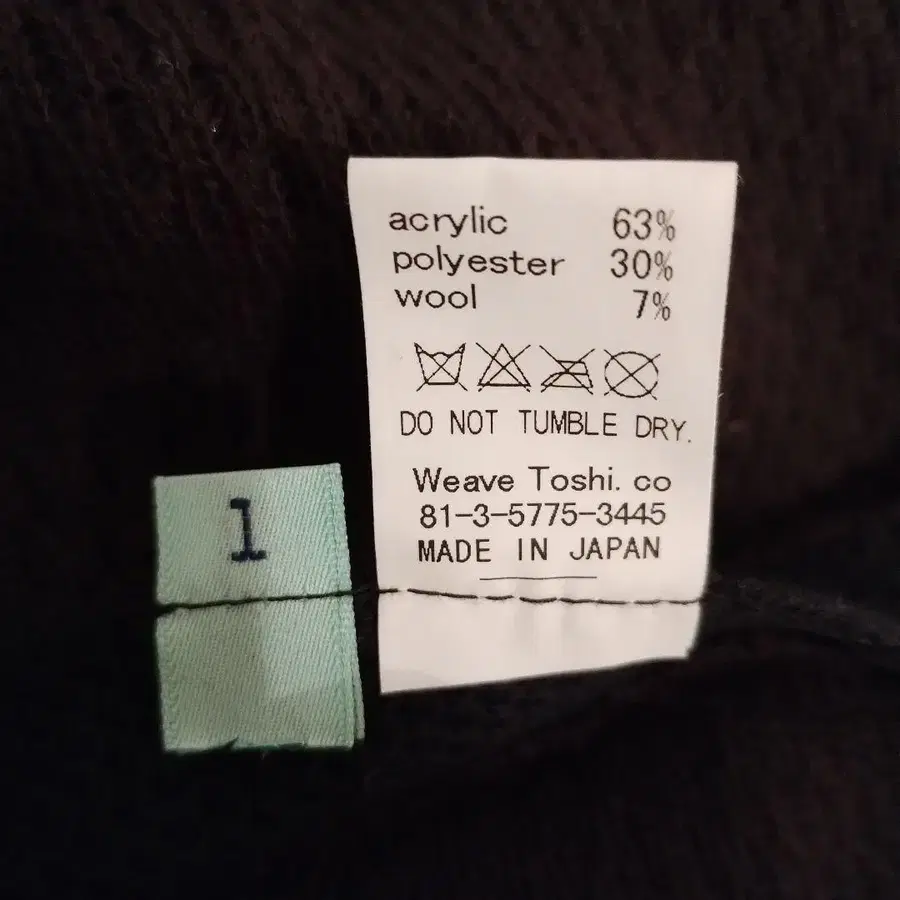 acrylic 63%
polyester 30%
wool 7%
DO NOT TUMBLE DRY.
Weave Toshi. co
81-3-5775-3445
MADE IN JAPAN
1